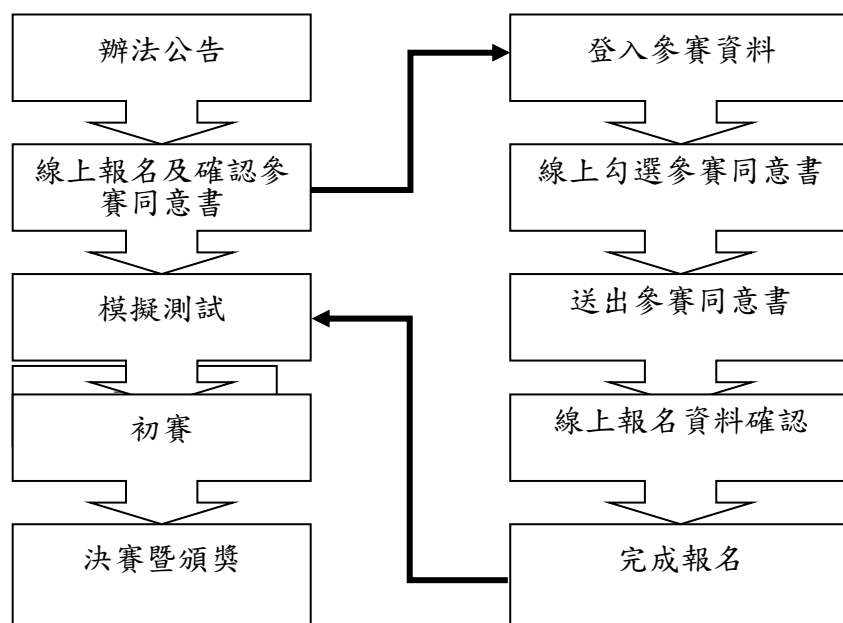 辦法公告
線上報名及確認參
賽同意書
模擬測試
初賽
決賽暨頒獎
登入參賽資料
線上勾選參賽同意書
送出參賽同意書
線上報名資料確認
完成報名